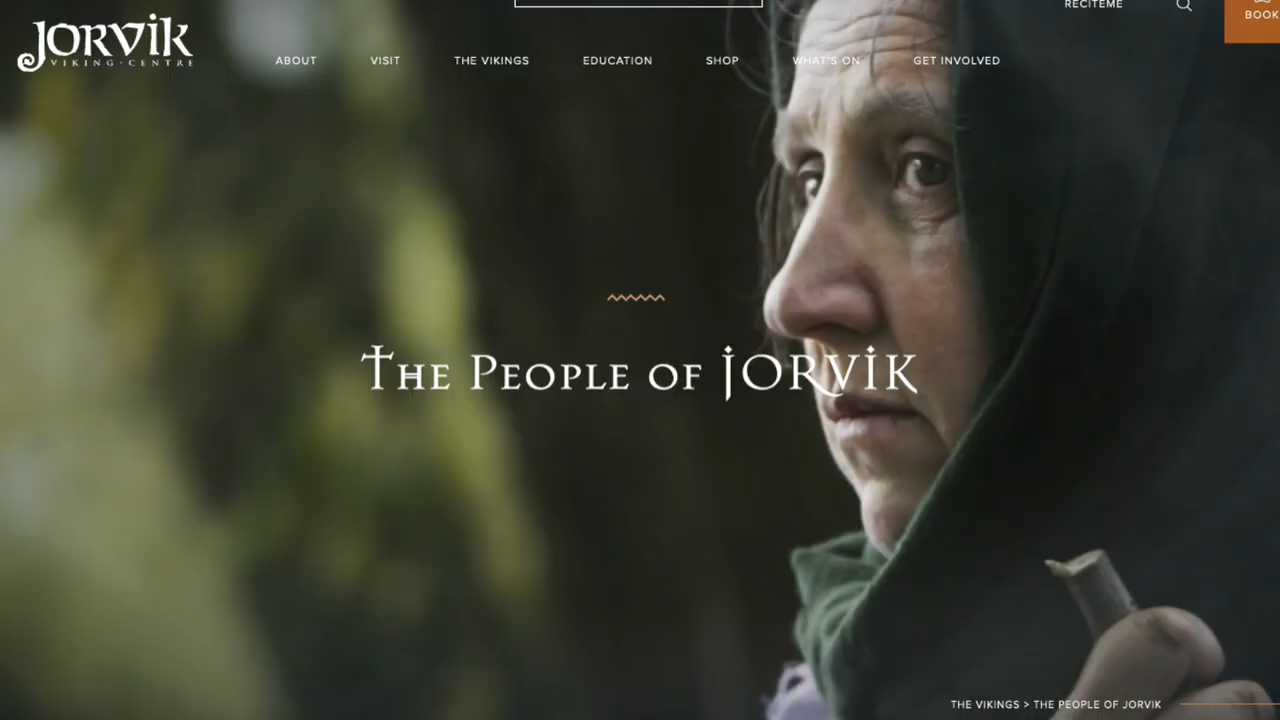 RECITEME
BOOK
JORVIK
VIKING·CENTRE
ABOUT
VISIT
THE VIKINGS
EDUCATION
SHOP
WHAT'S ON
GET INVOLVED
THE PEOPLE OF JORVIK
THE VIKINGS > THE PEOPLE OF JORVIK